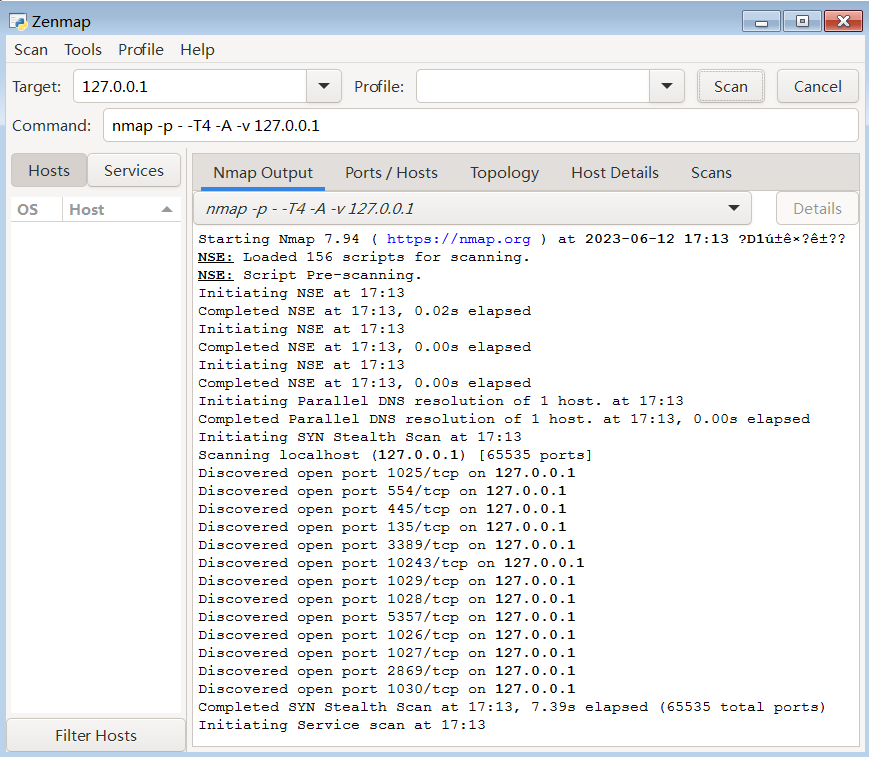 Zenmap
Scan Tools Profile Help
Target: 127.0.0.1 Profile: Scan Cancel
Command: nmap -p - -T4 -A -v 127.0.0.1
Hosts Services
OS Host
Filter Hosts
Nmap Output Ports / Hosts Topology Host Details Scans
nmap -p - -T4 -A -v 127.0.0.1 Details
Starting Nmap 7.94 ( https://nmap.org ) at 2023-06-12 17:13 ?D1ú±ê×?ê±??
NSE: Loaded 156 scripts for scanning.
NSE: Script Pre-scanning.
Initiating NSE at 17:13
Completed NSE at 17:13, 0.02s elapsed
Initiating NSE at 17:13
Completed NSE at 17:13, 0.00s elapsed
Initiating NSE at 17:13
Completed NSE at 17:13, 0.00s elapsed
Initiating Parallel DNS resolution of 1 host. at 17:13
Completed Parallel DNS resolution of 1 host. at 17:13, 0.00s elapsed
Initiating SYN Stealth Scan at 17:13
Scanning localhost (127.0.0.1) [65535 ports]
Discovered open port 1025/tcp on 127.0.0.1
Discovered open port 554/tcp on 127.0.0.1
Discovered open port 445/tcp on 127.0.0.1
Discovered open port 135/tcp on 127.0.0.1
Discovered open port 3389/tcp on 127.0.0.1
Discovered open port 10243/tcp on 127.0.0.1
Discovered open port 1029/tcp on 127.0.0.1
Discovered open port 1028/tcp on 127.0.0.1
Discovered open port 5357/tcp on 127.0.0.1
Discovered open port 1026/tcp on 127.0.0.1
Discovered open port 1027/tcp on 127.0.0.1
Discovered open port 2869/tcp on 127.0.0.1
Discovered open port 1030/tcp on 127.0.0.1
Completed SYN Stealth Scan at 17:13, 7.39s elapsed (65535 total ports)
Initiating Service scan at 17:13